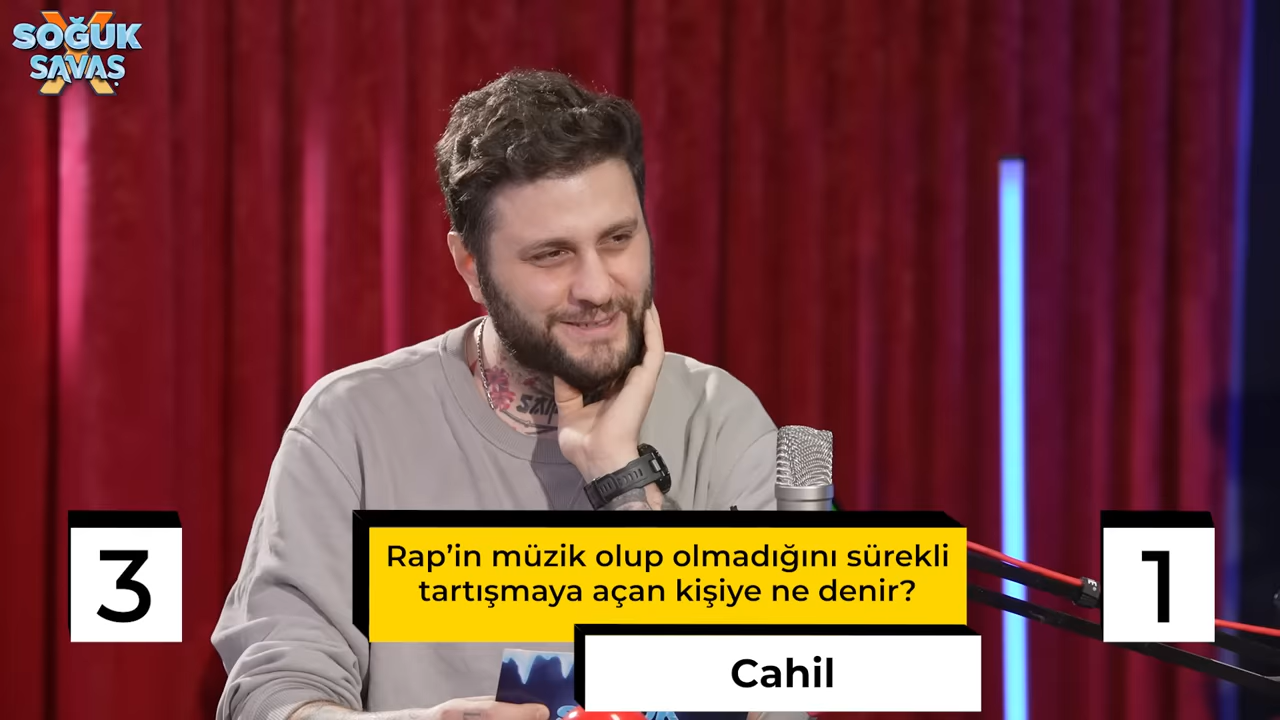 SOĞUK
SAVAŞ
3
Rap’in müzik olup olmadığını sürekli
tartışmaya açan kişiye ne denir?
1
Cahil